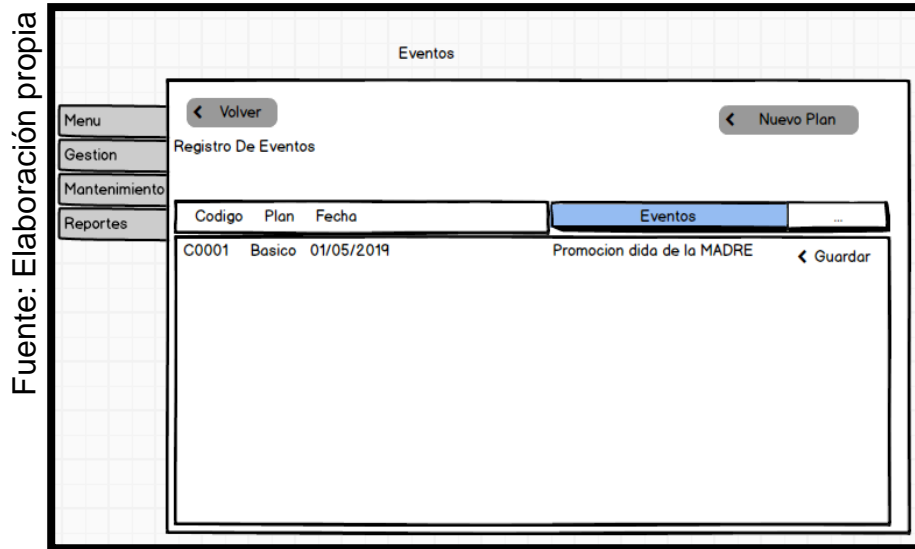 Fuente: Elaboración propia
Eventos
Menu
Gestion
Mantenimiento
Reportes
Volver
Nuevo Plan
Registro De Eventos
Codigo Plan Fecha Eventos ...
C0001 Basico 01/05/2019 Promocion dida de la MADRE Guardar